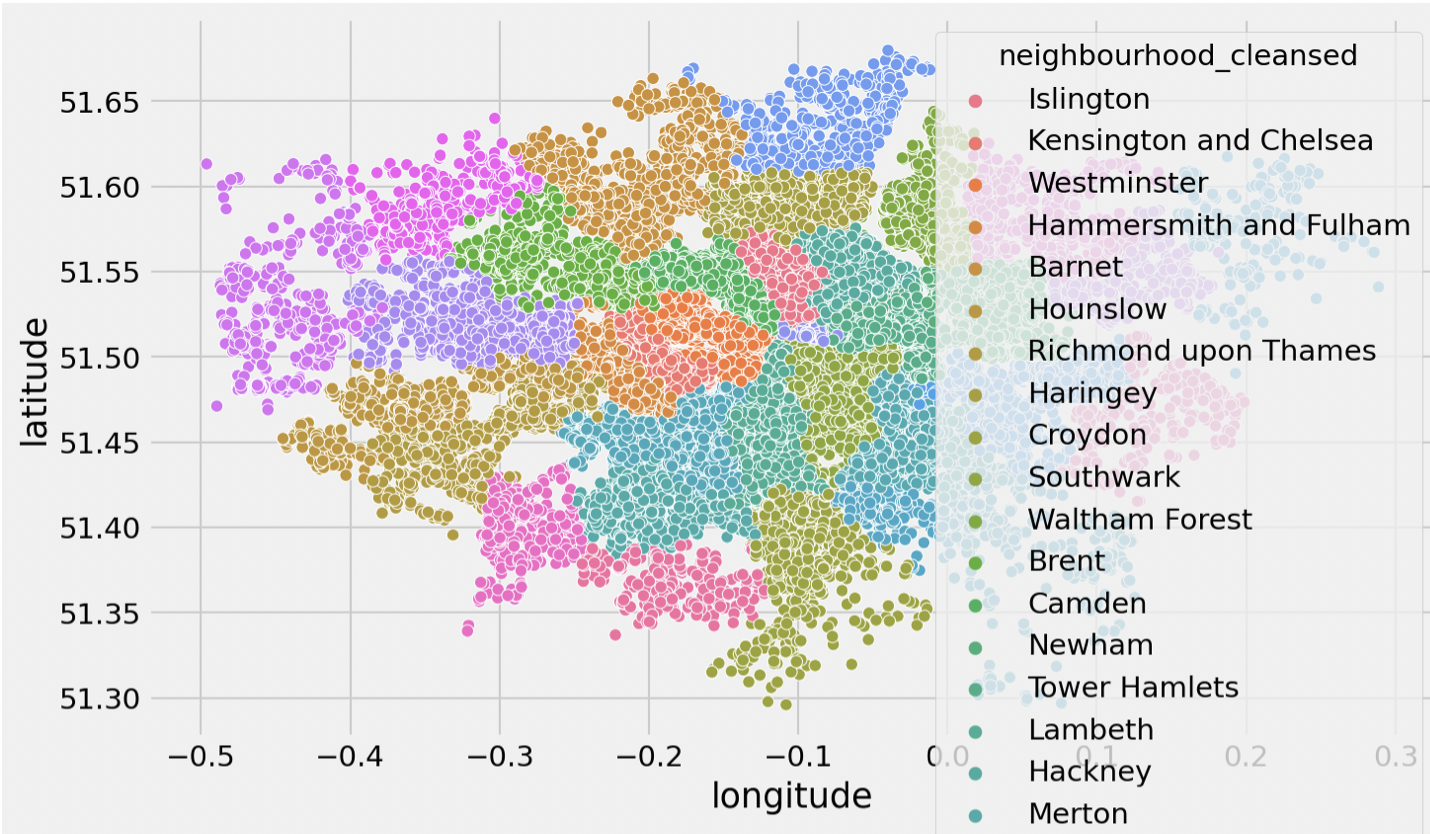 neighbourhood_cleansed
Islington
Kensington and Chelsea
Westminster
Hammersmith and Fulham
Barnet
Hounslow
Richmond upon Thames
Haringey
Croydon
Southwark
Waltham Forest
Brent
Camden
Newham
Tower Hamlets
Lambeth
Hackney
Merton
latitude
51.65
51.60
51.55
51.50
51.45
51.40
51.35
51.30
−0.5 −0.4 −0.3 −0.2 −0.1 0.0 0.1 0.2 0.3
longitude